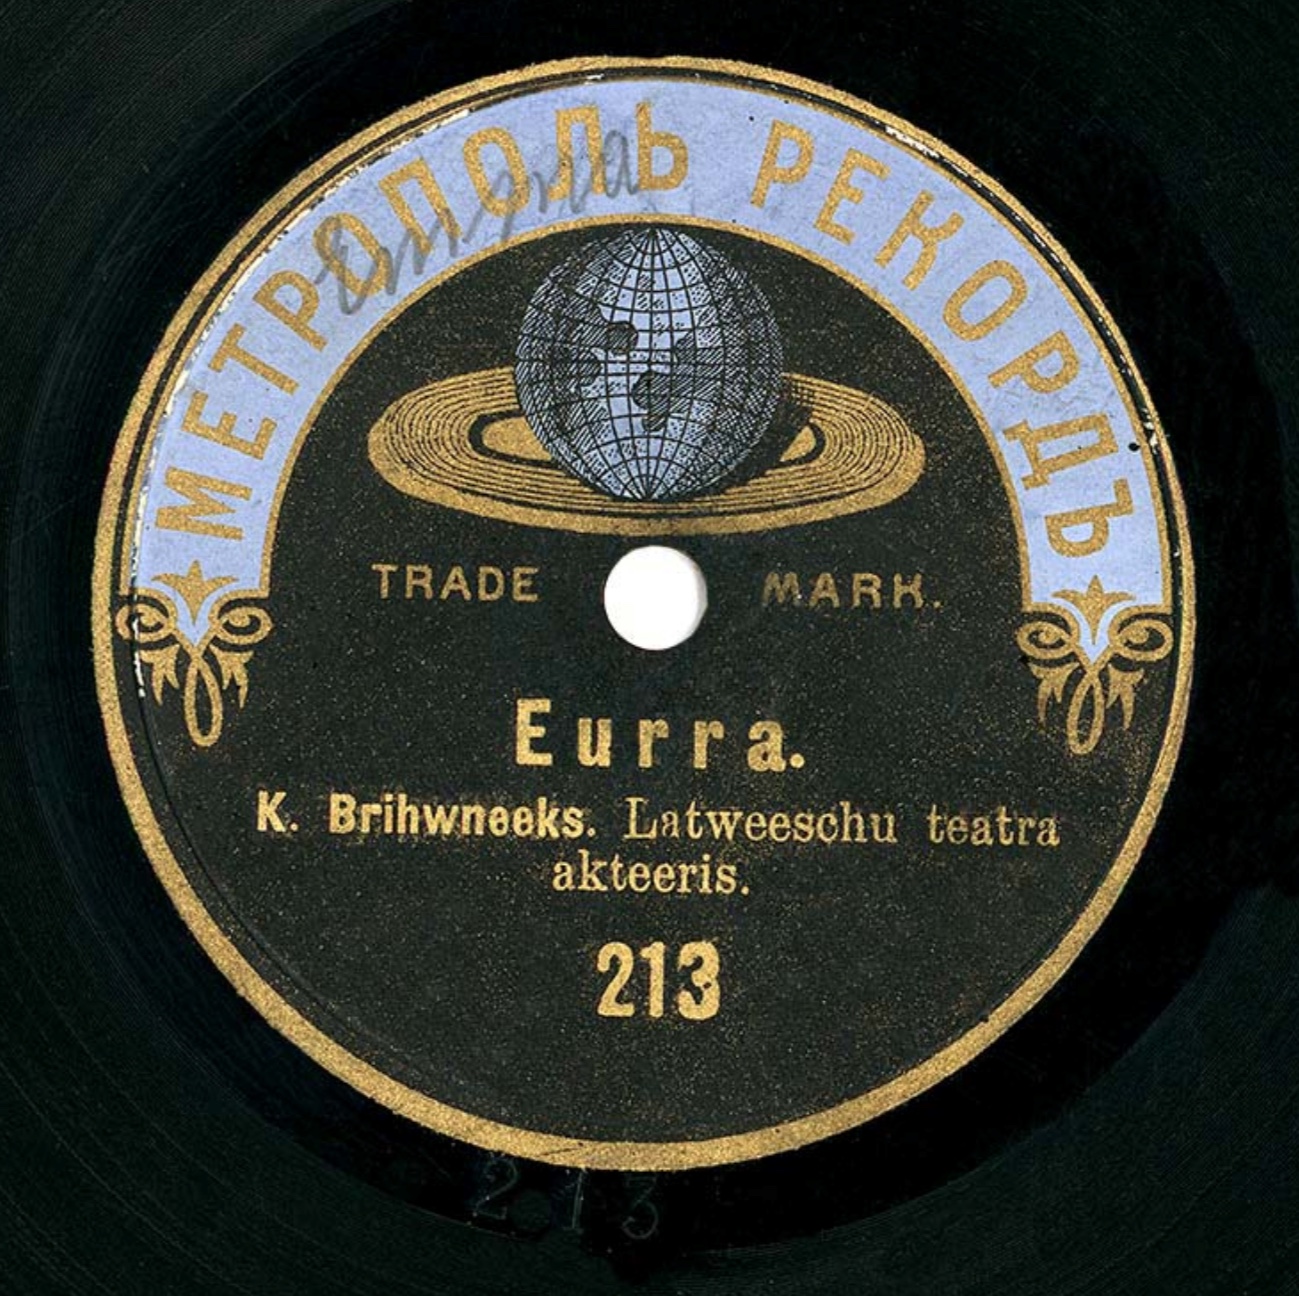 МЕТРОПОЛЬ РЕКОРДЪ
TRADE MARK.
Eurra.
K. Brihwneeks. Latweeschu teatra
akteeris.
213
213